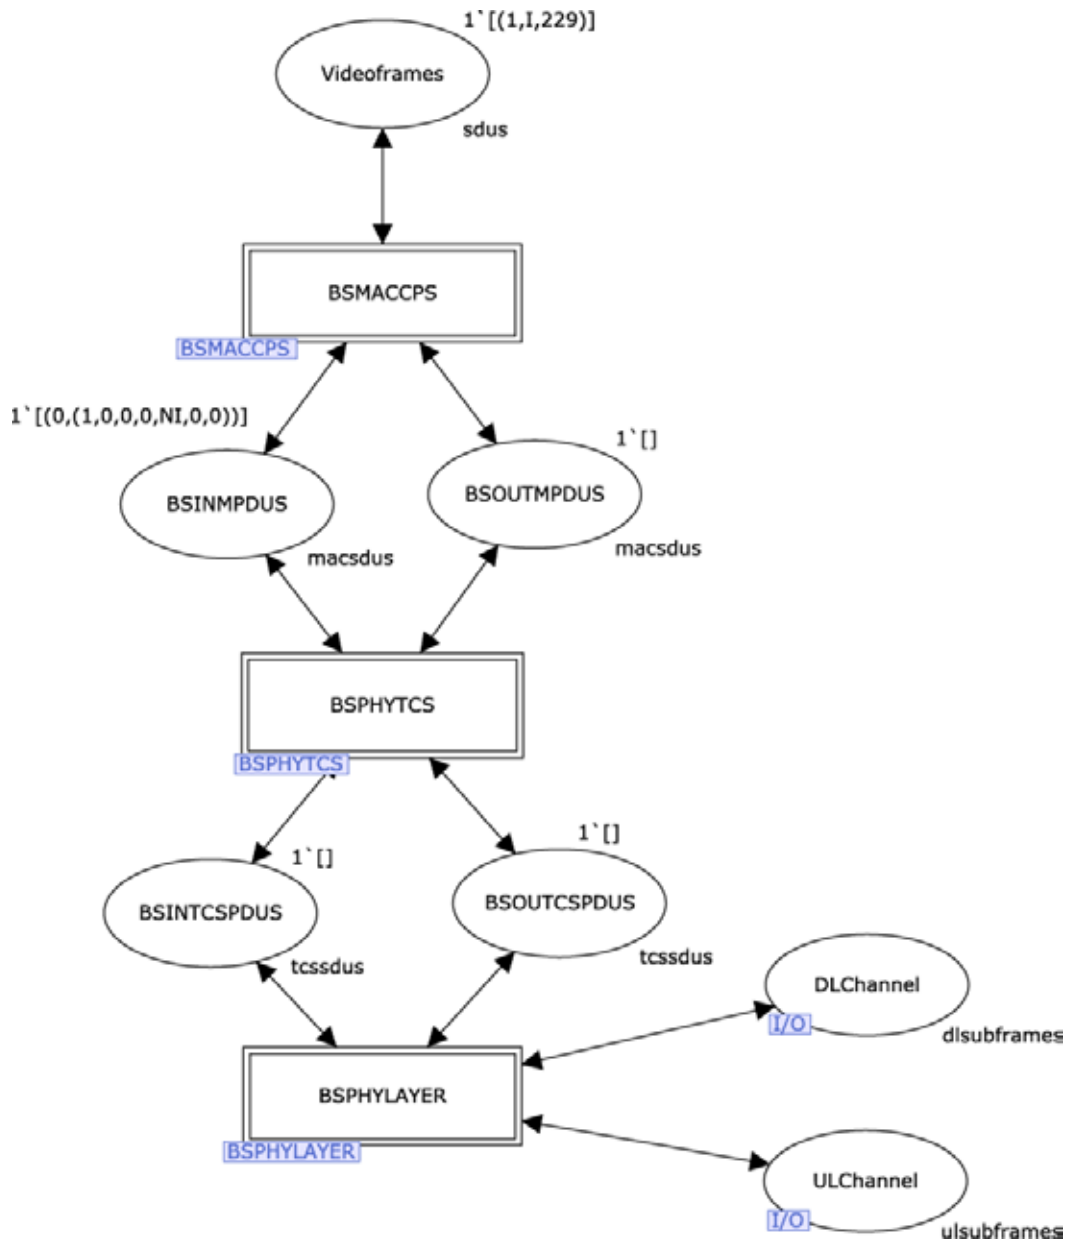 1`[(1,I,229)]
Videoframes
sdus
BSMACCPS
BSMACCPS
1`[(0,(1,0,0,0,NI,0,0))]
1`[]
BSINMPDUS
BSOUTMPDUS
macsdus
macsdus
BSPHYTCS
BSPHYTCS
1`[]
1`[]
BSINTCSPDUS
BSOUTCSPDUS
tcssdus
tcssdus
DLChannel
I/O
dlsubframes
BSPHYLAYER
BSPHYLAYER
ULChannel
I/O
ulsubframes